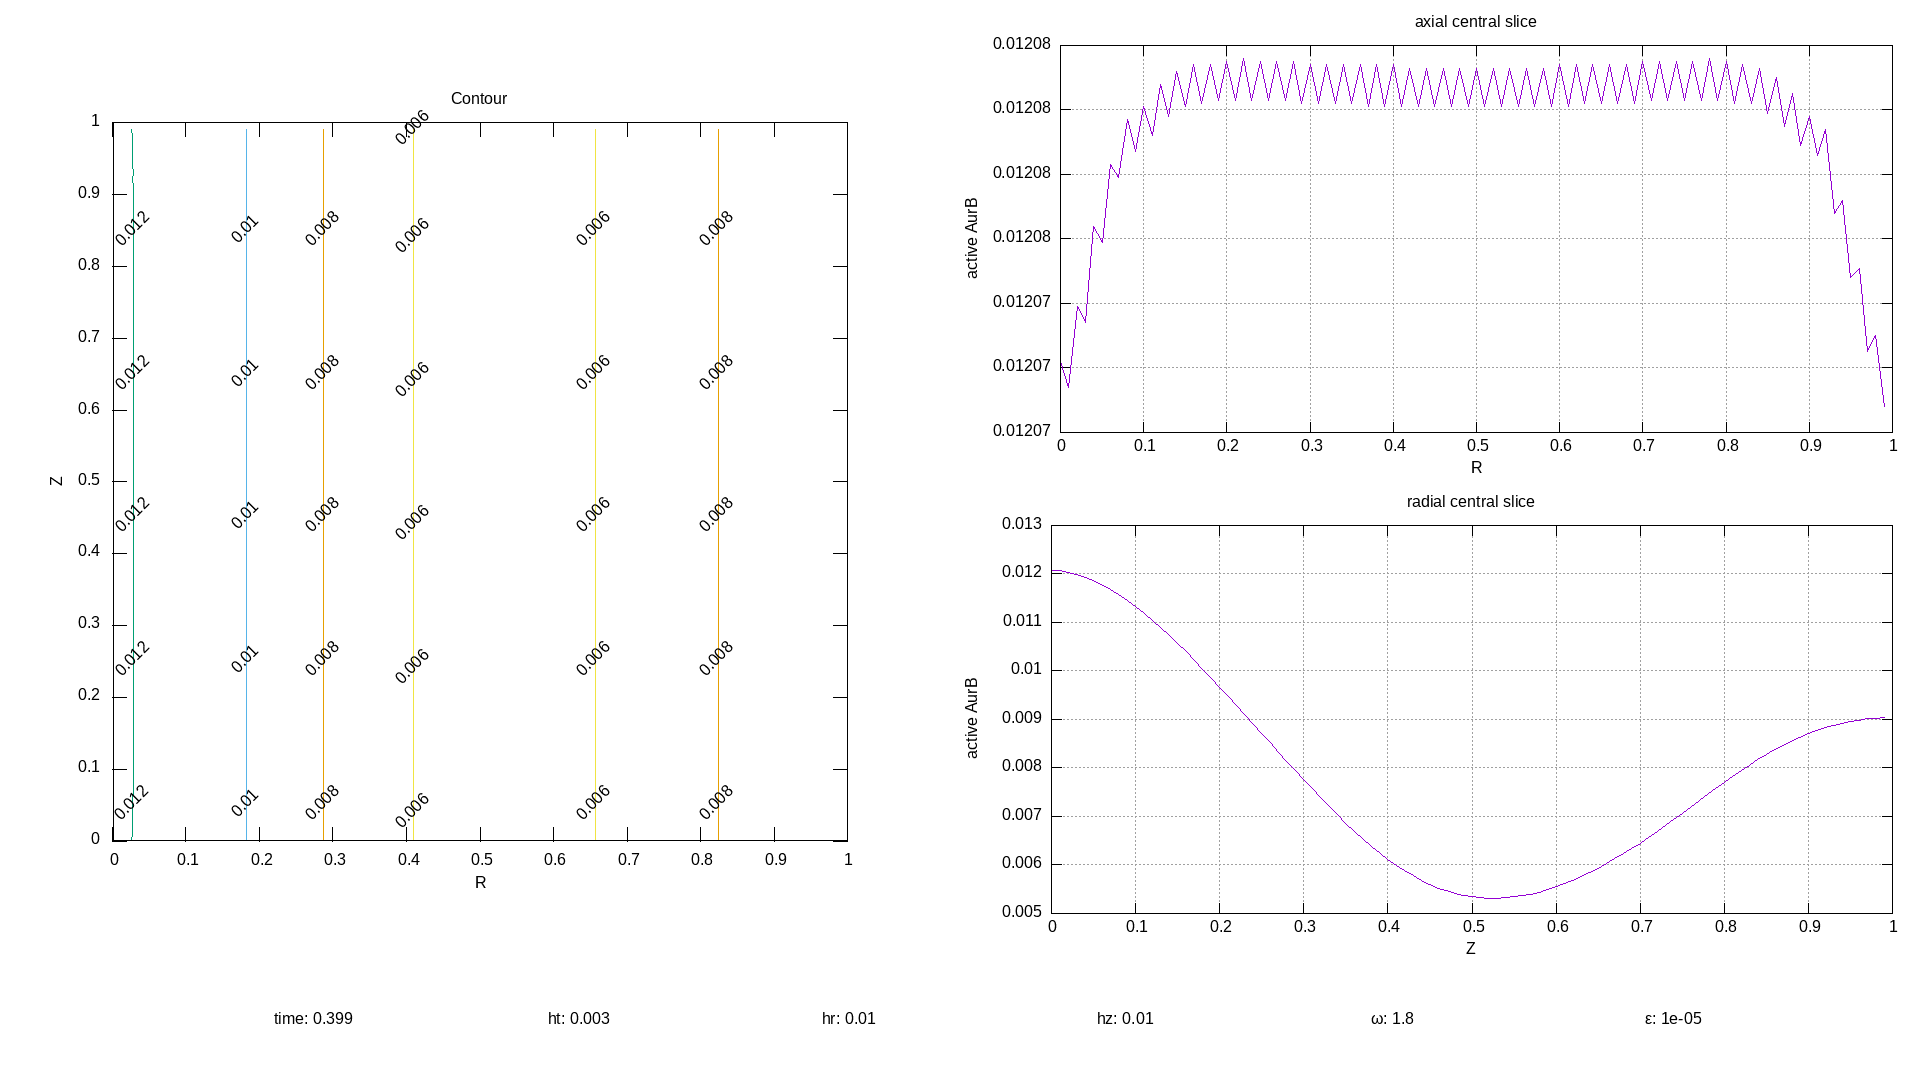 Contour
1
0.9
0.8
0.7
0.6
0.5
0.4
0.3
0.2
0.1
0
Z
0 0.1 0.2 0.3 0.4 0.5 0.6 0.7 0.8 0.9 1
R
0.006
0.012 0.01 0.008 0.006 0.006 0.008
0.012 0.01 0.008 0.006 0.006 0.008
0.012 0.01 0.008 0.006 0.006 0.008
0.012 0.01 0.008 0.006 0.006 0.008
0.012 0.01 0.008 0.006 0.006 0.008
axial central slice
0.01208
0.01208
0.01208
0.01208
0.01207
0.01207
0.01207
active AurB
0 0.1 0.2 0.3 0.4 0.5 0.6 0.7 0.8 0.9 1
R
radial central slice
0.013
0.012
0.011
0.01
0.009
0.008
0.007
0.006
0.005
active AurB
0 0.1 0.2 0.3 0.4 0.5 0.6 0.7 0.8 0.9 1
Z
time: 0.399 ht: 0.003 hr: 0.01 hz: 0.01 ω: 1.8 ε: 1e-05